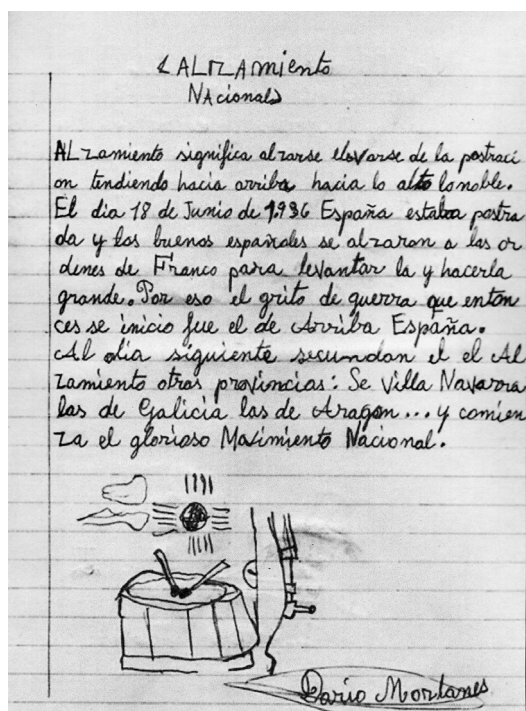 ALzAmiento
NAcional
ALzamiento significa alzarse elevarse de la postraci
on tendiendo hacia arriba hacia lo alto lo noble.
El dia 18 de Junio de 1.936 España estaba postra
da y los buenos españoles se alzaron a las or
denes de Franco para levantar la y hacerla
grande. Por eso el grito de guerra que enton
ces se inicio fue el de Arriba España.
Al dia siguiente secundan el el Al
zamiento otras provincias: Se villa Navarra
las de Galicia las de Aragon... y comien
za el glorioso Movimiento Nacional.
Dario Montanes